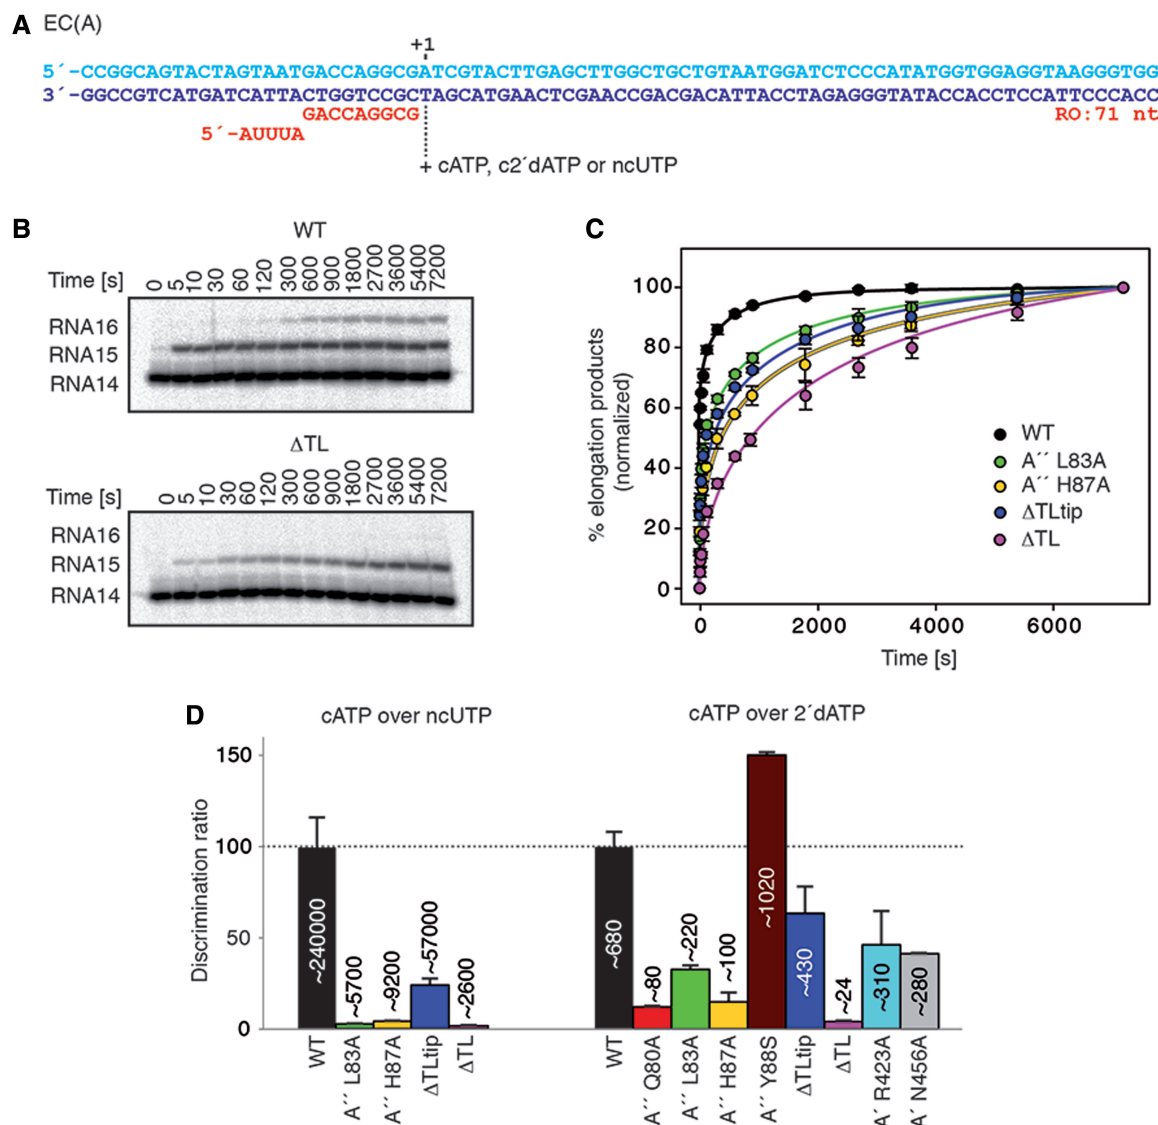 A EC(A)
+1
5´-CCGGCAGTACTAGTAATGACCAGGCGATCGTACTTGAGCTTGGCTGCTGTAATGGATCTCCCATATGGTGGAGGTAAGGGTGG
3´-GGCCGTCATGATCATTACTGGTCCGCTAGCATGAACTCGAACCGACGACATTACCTAGAGGGTATACCACCTCCATTCCCACC
GACCAGGCG RO:71 nt
5´-AUUUA
+ cATP, c2´dATP or ncUTP
B
WT
Time [s] 0 5 10 30 60 120 300 600 900 1800 2700 3600 5400 7200
RNA16
RNA15
RNA14
ΔTL
Time [s] 0 5 10 30 60 120 300 600 900 1800 2700 3600 5400 7200
RNA16
RNA15
RNA14
C
% elongation products
(normalized)
100
80
60
40
20
0
WT
A´´ L83A
A´´ H87A
ΔTLtip
ΔTL
0 2000 4000 6000
Time [s]
D
cATP over ncUTP cATP over 2´dATP
Discrimination ratio
150
100
50
0
~240000 ~5700 ~9200 ~57000 ~2600
~680 ~80 ~220 ~100 ~1020 ~430 ~24 ~310 ~280
WT A´´ L83A A´´ H87A ΔTLtip ΔTL
WT A´´ Q80A A´´ L83A A´´ H87A A´´ Y88S ΔTLtip ΔTL A´ R423A A´ N456A